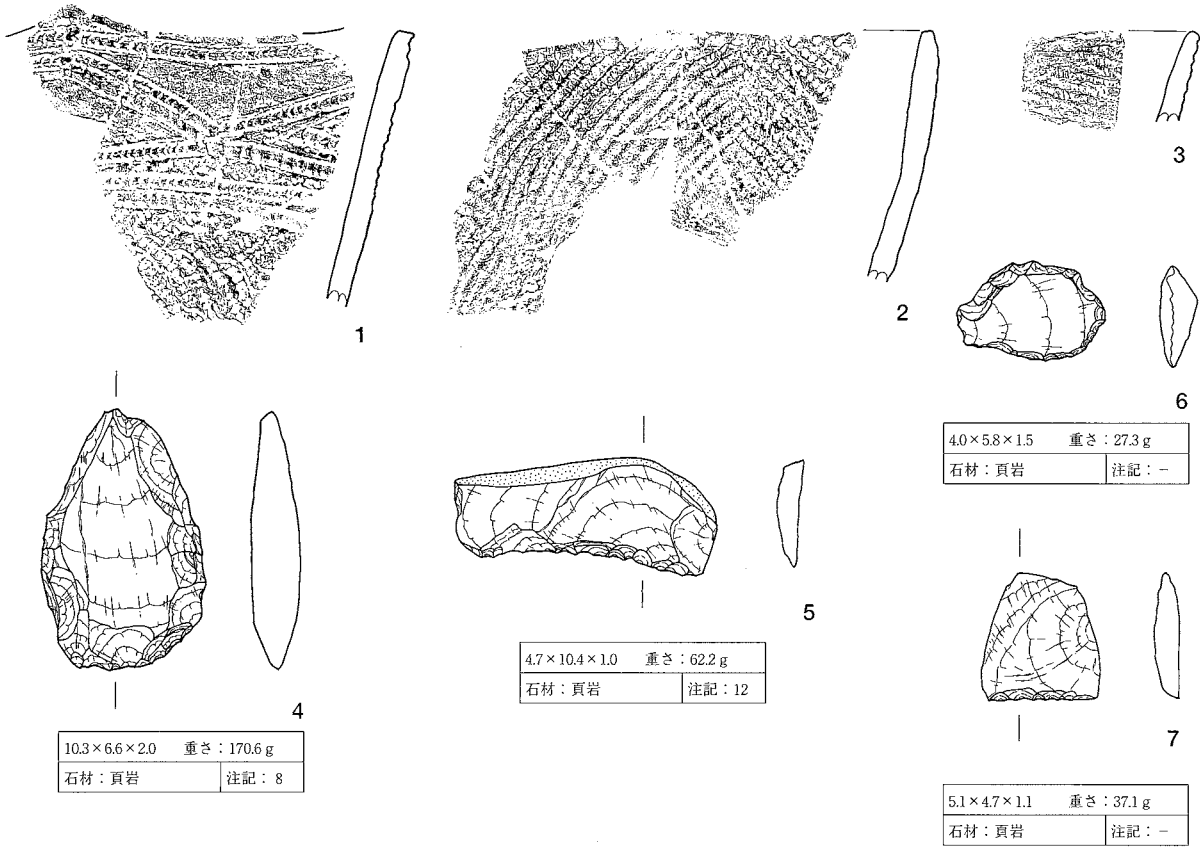 1
2
3
4
10.3×6.6×2.0 重さ：170.6 g
石材：頁岩 注記：8
5
4.7×10.4×1.0 重さ：62.2 g
石材：頁岩 注記：12
6
4.0×5.8×1.5 重さ：27.3 g
石材：頁岩 注記：−
7
5.1×4.7×1.1 重さ：37.1 g
石材：頁岩 注記：−